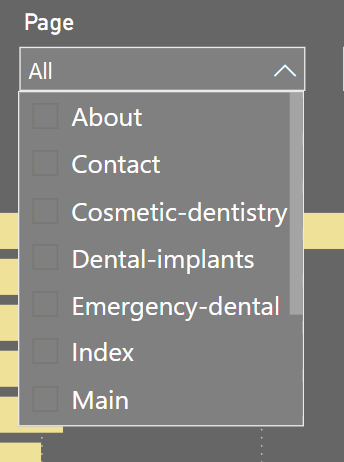 Page
All
About
Contact
Cosmetic-dentistry
Dental-implants
Emergency-dental
Index
Main